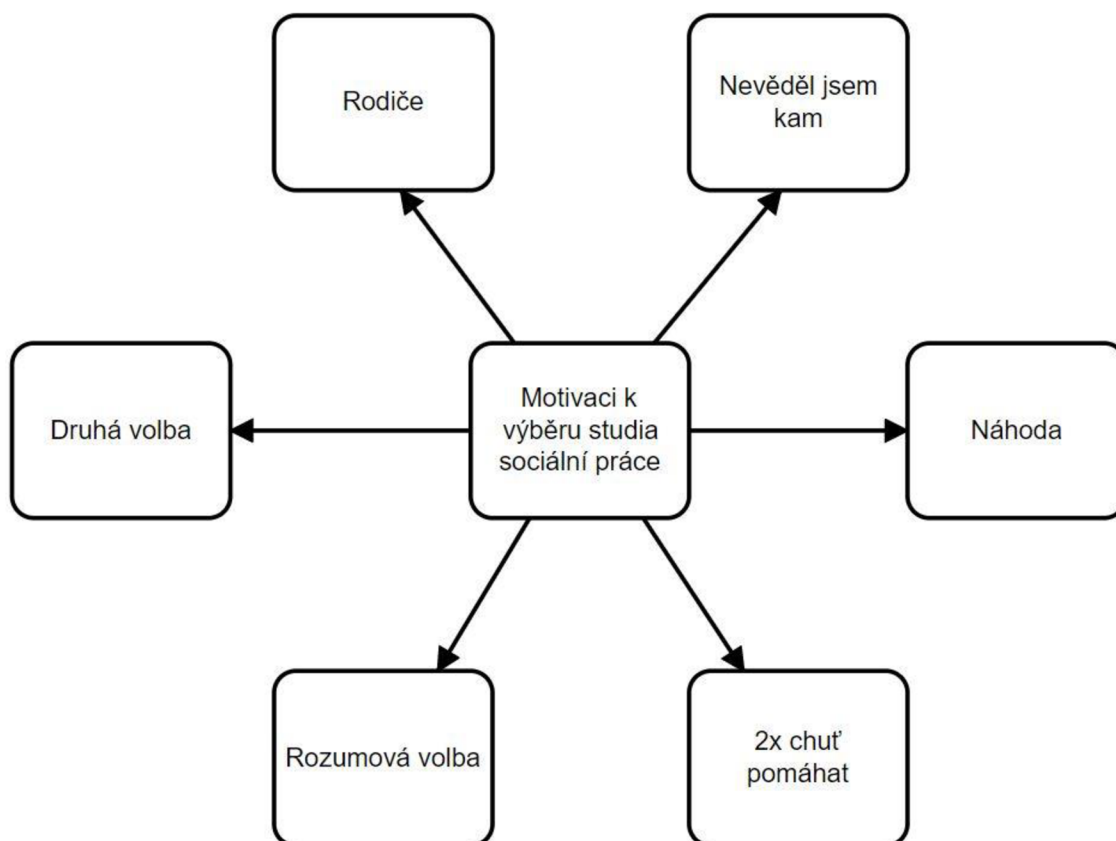 Rodiče
Nevěděl jsem
kam
Druhá volba
Motivaci k
výběru studia
sociální práce
Náhoda
Rozumová volba
2x chuť
pomáhat